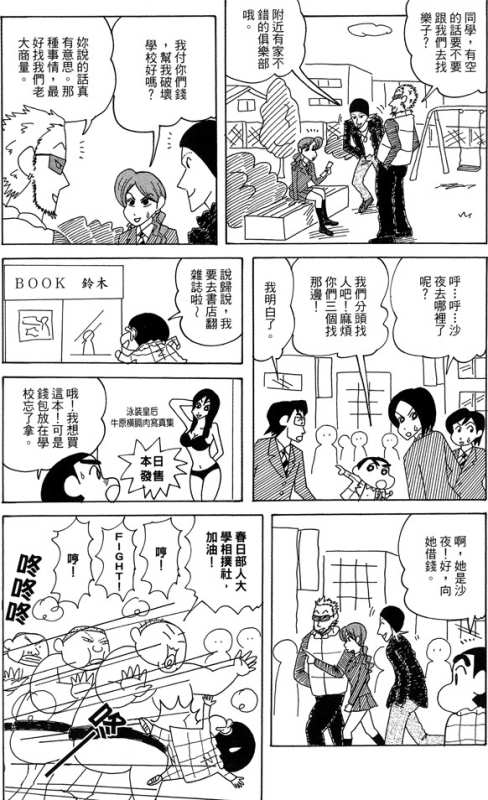 同學，有空
的話要不要
跟我們去找
樂子？
附近有家不
錯的俱樂部
哦。
我付你們錢
，幫我破壞
學校好嗎？
妳說的話真
有意思。那
種事情，最
好找我們老
大商量。
呼…呼…沙
夜去哪裡了
呢？
我們分頭找
人吧！麻煩
你們三個找
那邊！
我明白了。
BOOK 鈴木
說歸說，我
要去書店翻
雜誌啦～
泳裝皇后
牛原橫膈肉寫真集
本日
發售
哦！我想買
這本！可是
錢包放在學
校忘了拿。
啊，她是沙
夜！好，向
她借錢。
春日部人大
學相撲社，
加油！
哼！
FIGHT！
哼！
咚咚咚
咚